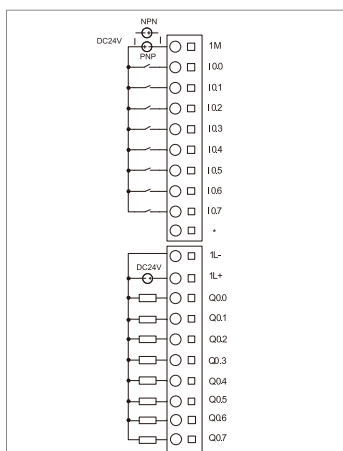 NPN
DC24V
1M
PNP
I0.0
I0.1
I0.2
I0.3
I0.4
I0.5
I0.6
I0.7
*
1L-
DC24V
1L+
Q0.0
Q0.1
Q0.2
Q0.3
Q0.4
Q0.5
Q0.6
Q0.7